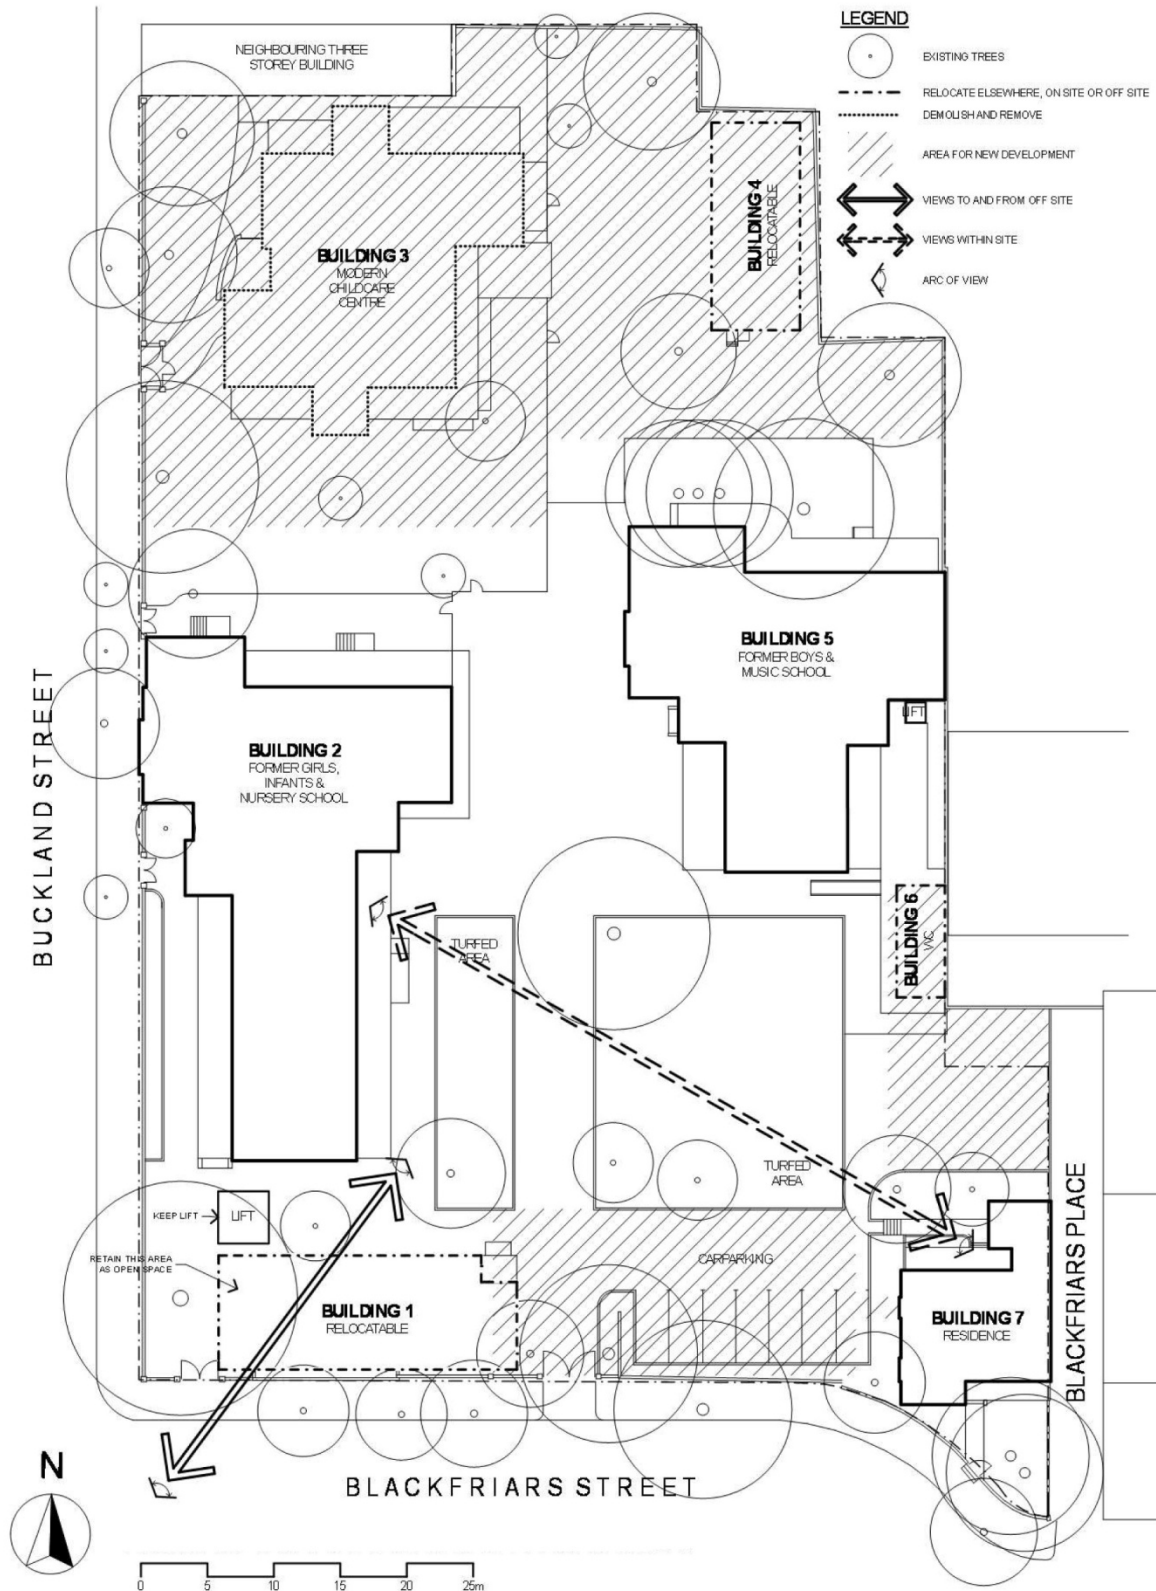 LEGEND
EXISTING TREES
RELOCATE ELSEWHERE, ON SITE OR OFF SITE
DEMOLISH AND REMOVE
AREA FOR NEW DEVELOPMENT
VIEWS TO AND FROM OFF SITE
VIEWS WITHIN SITE
ARC OF VIEW
NEIGHBOURING THREE
STOREY BUILDING
BUILDING 3
MODERN
CHILDCARE
CENTRE
BUILDING 4
RELOCATABLE
BUILDING 5
FORMER BOYS &
MUSIC SCHOOL
LIFT
BUILDING 2
FORMER GIRLS,
INFANTS &
NURSERY SCHOOL
BUCKLAND STREET
BUILDING 6
WC
TURFED
AREA
TURFED
AREA
KEEP LIFT
LIFT
RETAIN THIS AREA
AS OPEN SPACE
BUILDING 1
RELOCATABLE
CARPARKING
BUILDING 7
RESIDENCE
BLACKFRIARS PLACE
BLACKFRIARS STREET
N
0 5 10 15 20 25m